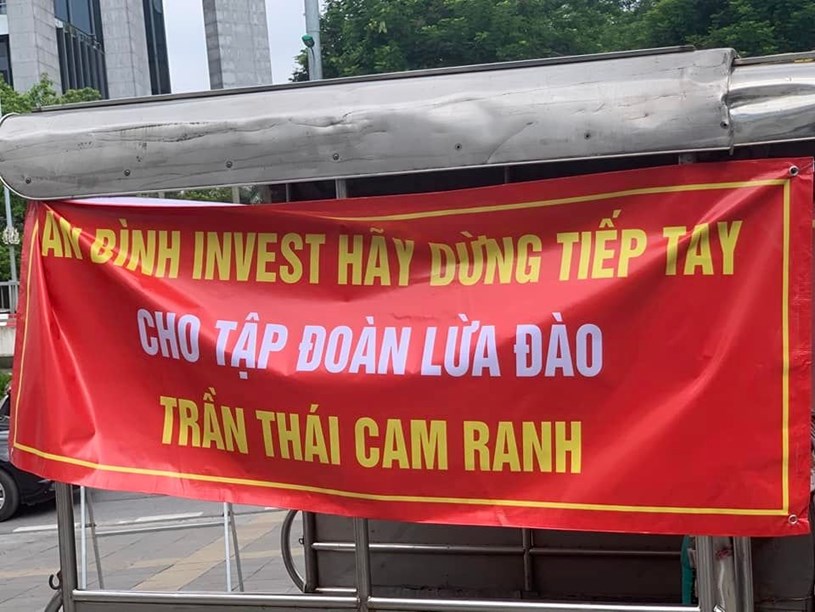 AN ĐÌNH INVEST HÃY DỪNG TIẾP TAY
CHO TẬP ĐOÀN LỪA ĐẢO
TRẦN THÁI CAM RANH